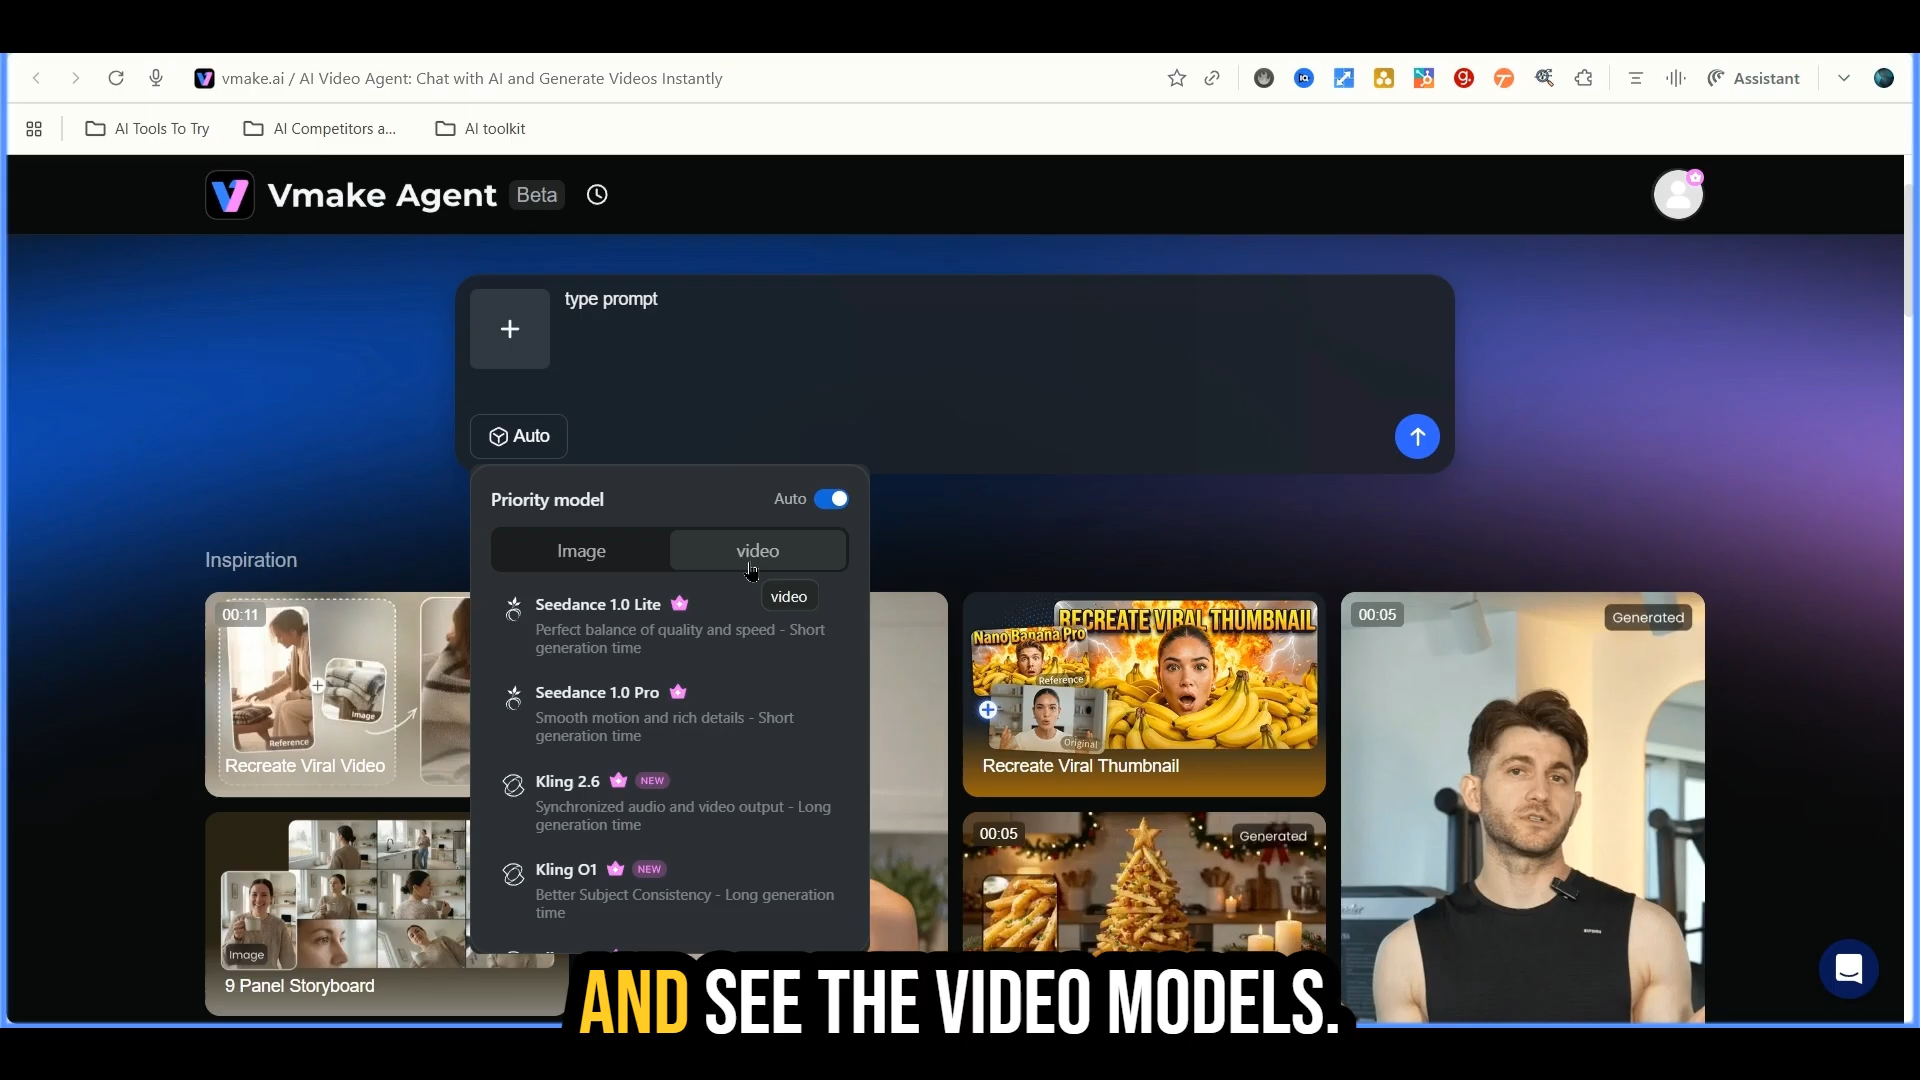 vmake.ai / AI Video Agent: Chat with AI and Generate Videos Instantly
Assistant
AI Tools To Try
AI Competitors a...
AI toolkit
Vmake Agent Beta
type prompt
Auto
Priority model
Auto
Image
video
video
Seedance 1.0 Lite
Perfect balance of quality and speed - Short
generation time
Seedance 1.0 Pro
Smooth motion and rich details - Short
generation time
Kling 2.6 NEW
Synchronized audio and video output - Long
generation time
Kling O1 NEW
Better Subject Consistency - Long generation
time
Inspiration
00:11
Image
Reference
Recreate Viral Video
Image
9 Panel Storyboard
RECREATE VIRAL THUMBNAIL
Nano Banana Pro
Reference
Original
Recreate Viral Thumbnail
00:05
Generated
00:05
Generated
AND SEE THE VIDEO MODELS.